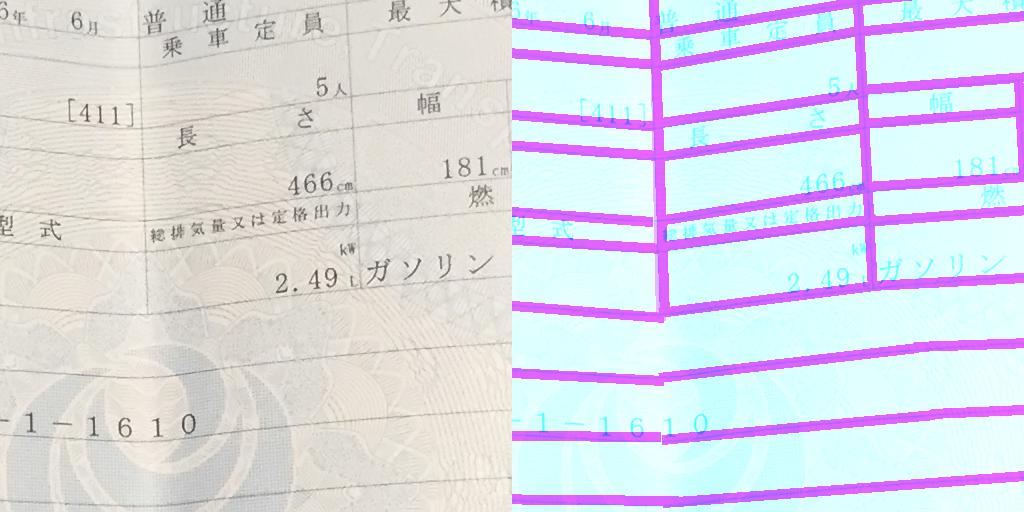 6年 6月 普通 最大積
乗車定員
5人
[411] 長さ 幅
466cm 181cm
型式 総排気量又は定格出力 燃
kW
2.49L ガソリン
-1-1610
6年 6月 普通 最大積
乗車定員
5人
[411] 長さ 幅
466cm 181cm
型式 総排気量又は定格出力 燃
kW
2.49L ガソリン
-1-1610